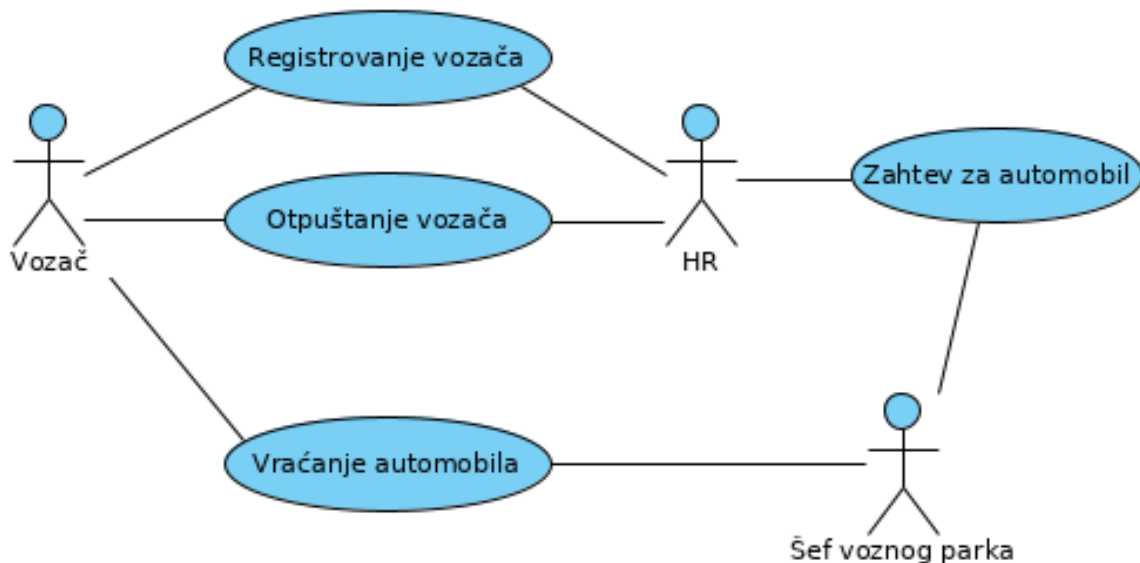 Registrovanje vozača
Zahtev za automobil
Otpuštanje vozača
Vozač
HR
Vraćanje automobila
Šef voznog parka